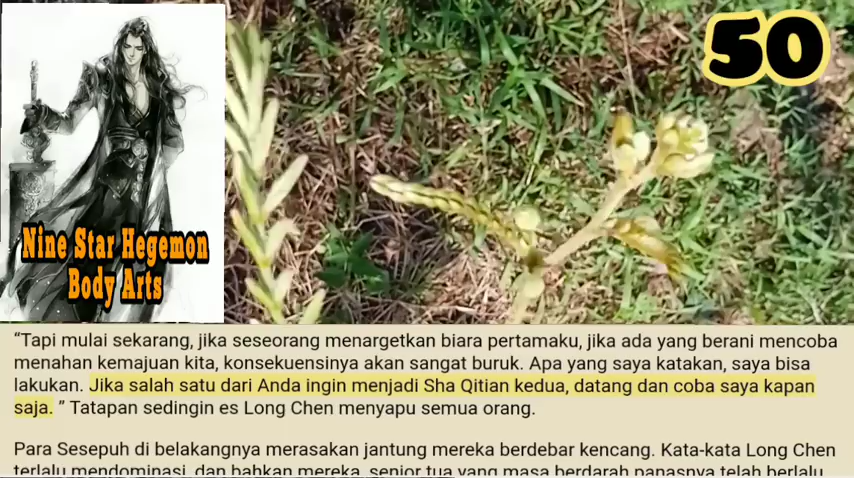 50
Nine Star Hegemon
Body Arts
“Tapi mulai sekarang, jika seseorang menargetkan biara pertamaku, jika ada yang berani mencoba
menahan kemajuan kita, konsekuensinya akan sangat buruk. Apa yang saya katakan, saya bisa
lakukan. Jika salah satu dari Anda ingin menjadi Sha Qitian kedua, datang dan coba saya kapan
saja. ” Tatapan sedingin es Long Chen menyapu semua orang.
Para Sesepuh di belakangnya merasakan jantung mereka berdebar kencang. Kata-kata Long Chen
terlalu mendominasi, dan bahkan mereka, senior tua yang masa berdarah panasnya telah berlalu,